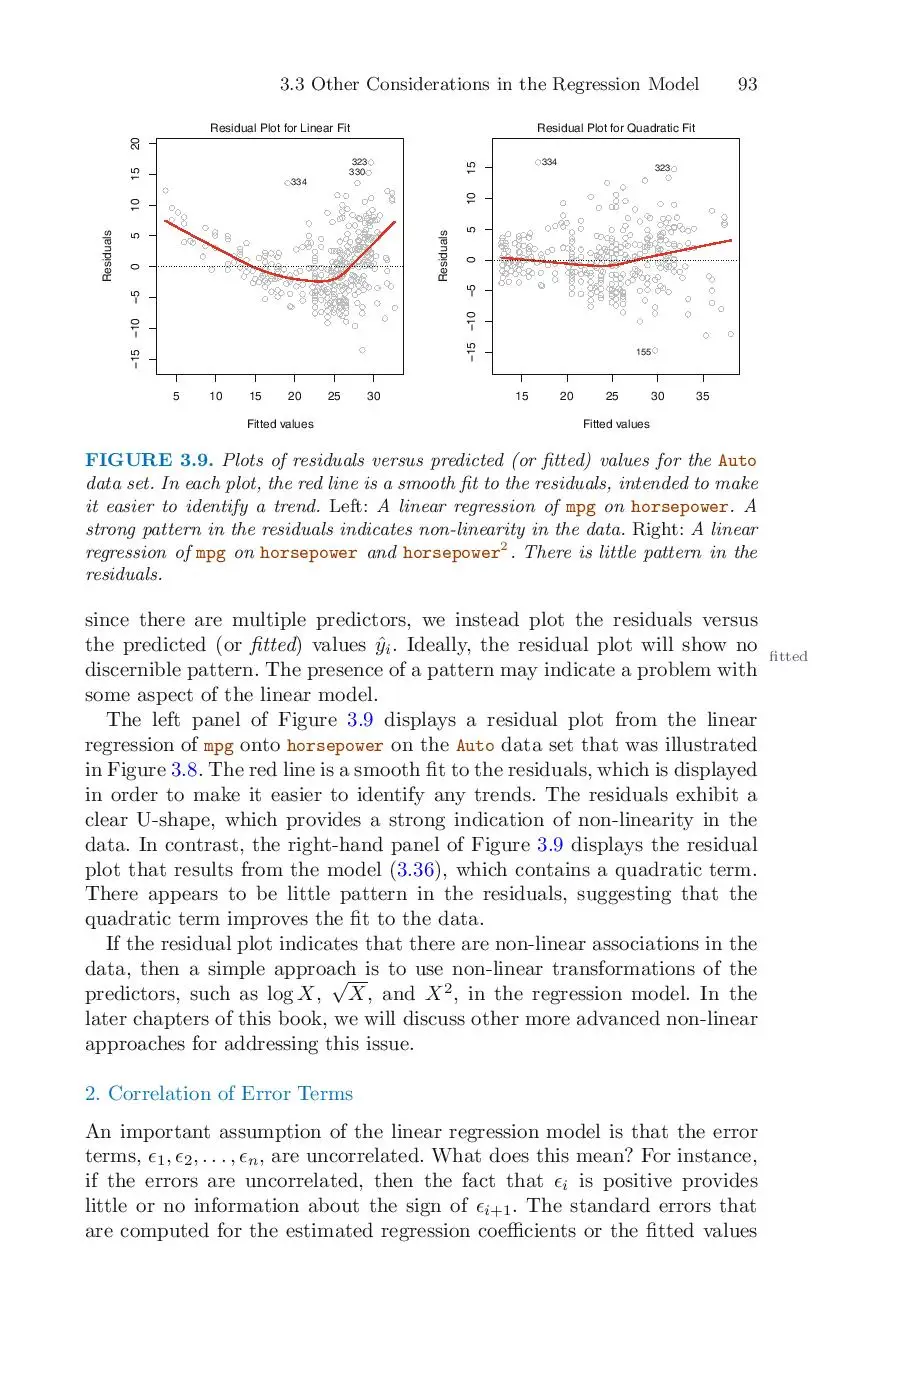 3.3 Other Considerations in the Regression Model 93
Residual Plot for Linear Fit
20
15
10
5
0
−5
−10
−15
Residuals
323
330
334
5 10 15 20 25 30
Fitted values
Residual Plot for Quadratic Fit
15
10
5
0
−5
−10
−15
Residuals
334
323
155
15 20 25 30 35
Fitted values
FIGURE 3.9. Plots of residuals versus predicted (or fitted) values for the Auto
data set. In each plot, the red line is a smooth fit to the residuals, intended to make
it easier to identify a trend. Left: A linear regression of mpg on horsepower. A
strong pattern in the residuals indicates non-linearity in the data. Right: A linear
regression of mpg on horsepower and horsepower². There is little pattern in the
residuals.
since there are multiple predictors, we instead plot the residuals versus
the predicted (or fitted) values ŷᵢ. Ideally, the residual plot will show no
fitted
discernible pattern. The presence of a pattern may indicate a problem with
some aspect of the linear model.
The left panel of Figure 3.9 displays a residual plot from the linear
regression of mpg onto horsepower on the Auto data set that was illustrated
in Figure 3.8. The red line is a smooth fit to the residuals, which is displayed
in order to make it easier to identify any trends. The residuals exhibit a
clear U-shape, which provides a strong indication of non-linearity in the
data. In contrast, the right-hand panel of Figure 3.9 displays the residual
plot that results from the model (3.36), which contains a quadratic term.
There appears to be little pattern in the residuals, suggesting that the
quadratic term improves the fit to the data.
If the residual plot indicates that there are non-linear associations in the
data, then a simple approach is to use non-linear transformations of the
predictors, such as log X, √X, and X², in the regression model. In the
later chapters of this book, we will discuss other more advanced non-linear
approaches for addressing this issue.
2. Correlation of Error Terms
An important assumption of the linear regression model is that the error
terms, ϵ₁, ϵ₂, . . . , ϵₙ, are uncorrelated. What does this mean? For instance,
if the errors are uncorrelated, then the fact that ϵᵢ is positive provides
little or no information about the sign of ϵᵢ₊₁. The standard errors that
are computed for the estimated regression coefficients or the fitted values